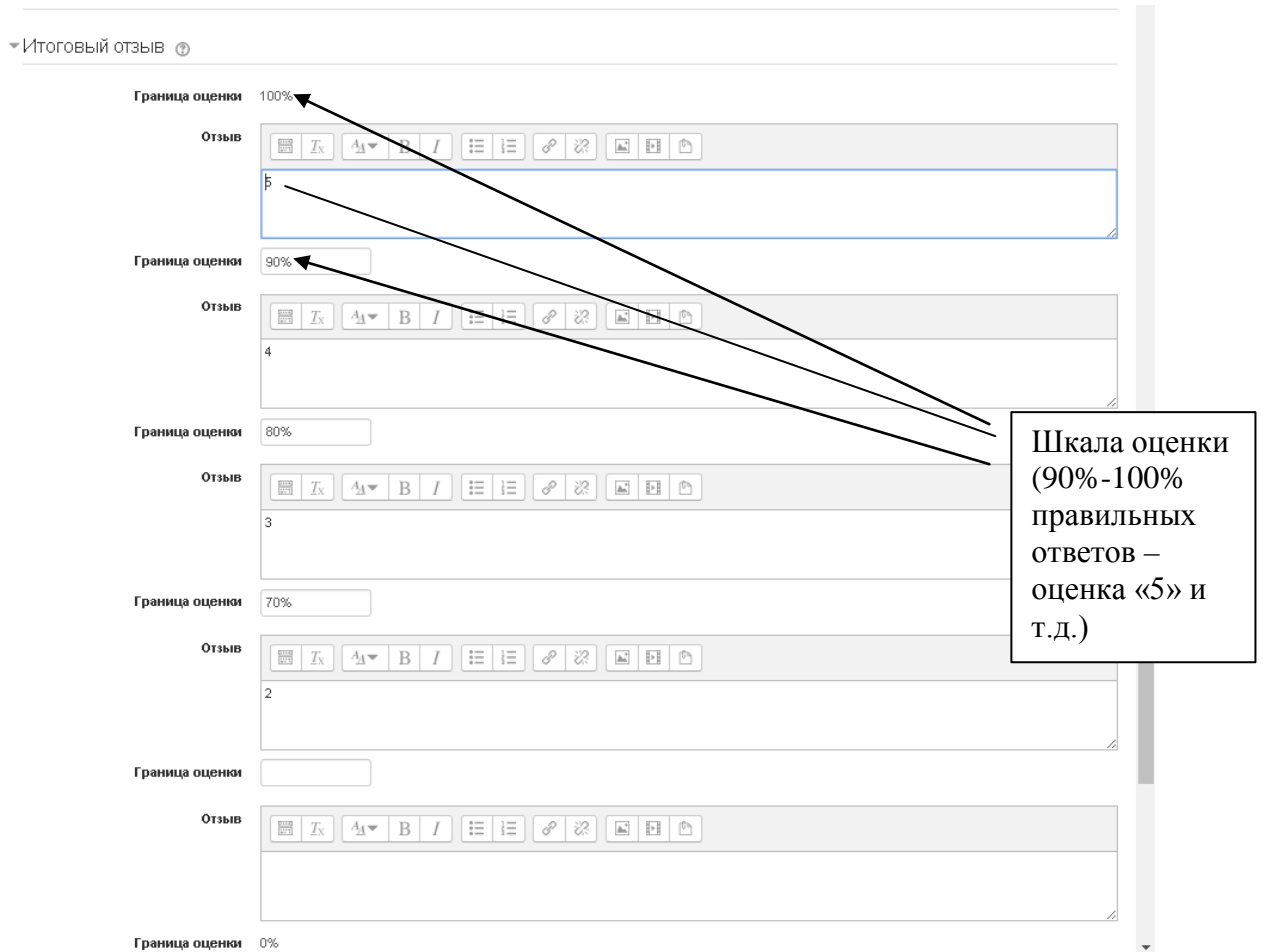 Итоговый отзыв
Граница оценки 100%
Отзыв
5
Граница оценки 90%
Отзыв
4
Граница оценки 80%
Отзыв
3
Граница оценки 70%
Отзыв
2
Граница оценки
Отзыв
Граница оценки 0%
Шкала оценки
(90%-100%
правильных
ответов –
оценка «5» и
т.д.)